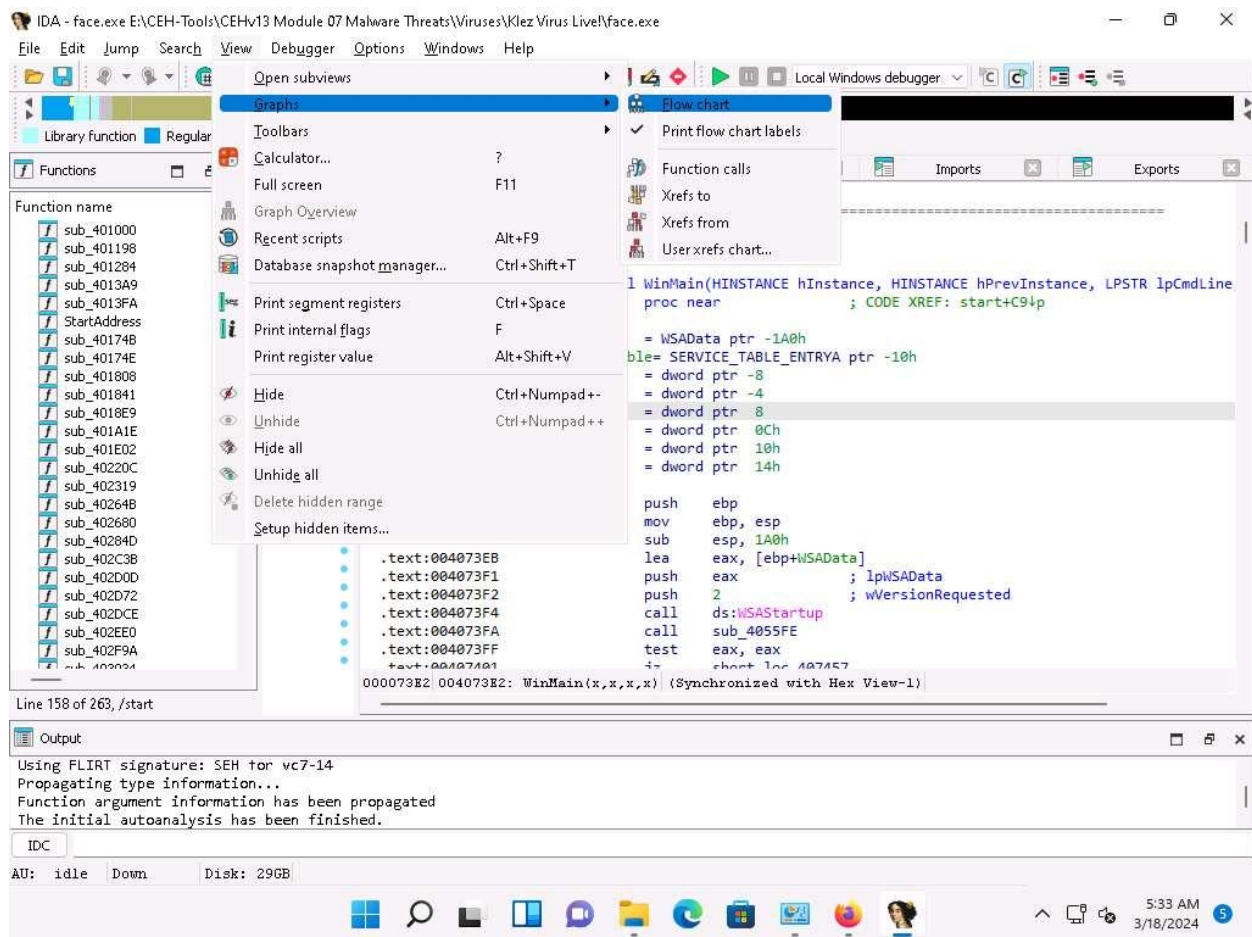 IDA - face.exe E:\CEH-Tools\CEHv13 Module 07 Malware Threats\Viruses\Klez Virus Live!\face.exe
File Edit Jump Search View Debugger Options Windows Help
Local Windows debugger
Library function Regular
Functions
Function name
sub_401000
sub_401198
sub_401284
sub_4013A9
sub_4013FA
StartAddress
sub_40174B
sub_40174E
sub_401808
sub_401841
sub_4018E9
sub_401A1E
sub_401E02
sub_40220C
sub_402319
sub_40264B
sub_402680
sub_40284D
sub_402C3B
sub_402D0D
sub_402D72
sub_402DCE
sub_402EE0
sub_402F9A
Line 158 of 263, /start
Open subviews
Graphs
Toolbars
Calculator... ?
Full screen F11
Graph Overview
Recent scripts Alt+F9
Database snapshot manager... Ctrl+Shift+T
Print segment registers Ctrl+Space
Print internal flags F
Print register value Alt+Shift+V
Hide Ctrl+Numpad+-
Unhide Ctrl+Numpad++
Hide all
Unhide all
Delete hidden range
Setup hidden items...
Flow chart
Print flow chart labels
Function calls
Xrefs to
Xrefs from
User xrefs chart...
Imports Exports
l WinMain(HINSTANCE hInstance, HINSTANCE hPrevInstance, LPSTR lpCmdLine
proc near ; CODE XREF: start+C9↓p
= WSAData ptr -1A0h
ble= SERVICE_TABLE_ENTRYA ptr -10h
= dword ptr -8
= dword ptr -4
= dword ptr 8
= dword ptr 0Ch
= dword ptr 10h
= dword ptr 14h
push ebp
mov ebp, esp
sub esp, 1A0h
.text:004073EB lea eax, [ebp+WSAData]
.text:004073F1 push eax ; lpWSAData
.text:004073F2 push 2 ; wVersionRequested
.text:004073F4 call ds:WSAStartup
.text:004073FA call sub_4055FE
.text:004073FF test eax, eax
.text:00407401 jz short loc_407457
000073E2 004073E2: WinMain(x,x,x,x) (Synchronized with Hex View-1)
Output
Using FLIRT signature: SEH for vc7-14
Propagating type information...
Function argument information has been propagated
The initial autoanalysis has been finished.
IDC
AU: idle Down Disk: 29GB
5:33 AM
3/18/2024
5